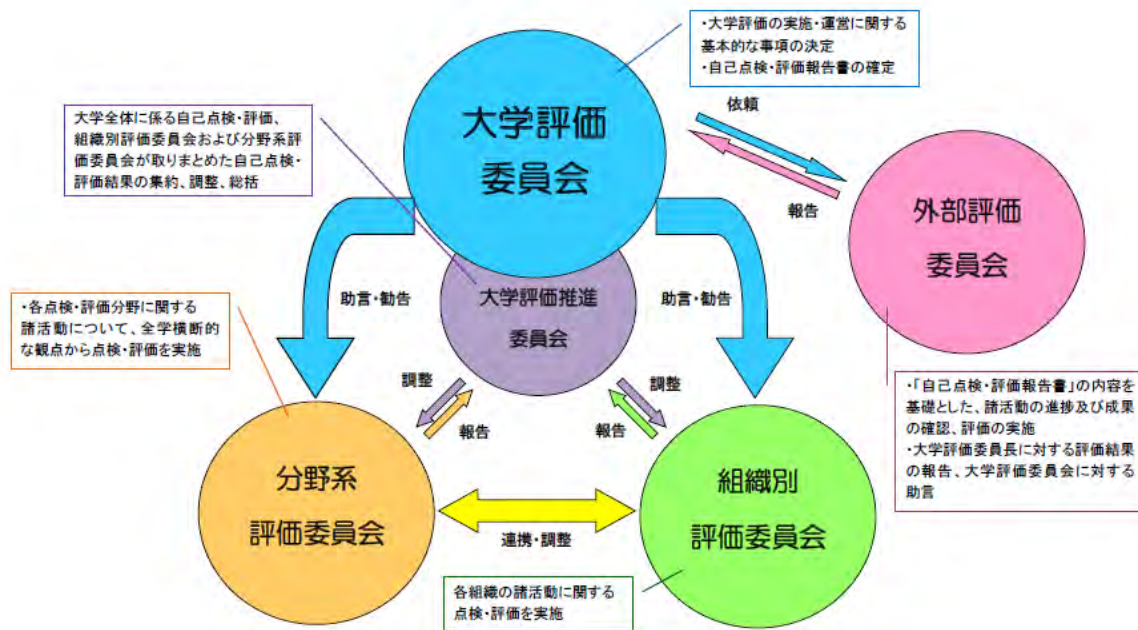 ・大学評価の実施・運営に関する
基本的な事項の決定
・自己点検・評価報告書の確定
大学評価
委員会
依頼
報告
大学全体に係る自己点検・評価、
組織別評価委員会および分野系評
価委員会が取りまとめた自己点検・
評価結果の集約、調整、総括
外部評価
委員会
助言・勧告
大学評価推進
委員会
助言・勧告
・各点検・評価分野に関する
諸活動について、全学横断的
な観点から点検・評価を実施
調整
報告
調整
報告
・「自己点検・評価報告書」の内容を
基礎とした、諸活動の進捗及び成果
の確認、評価の実施
・大学評価委員長に対する評価結果
の報告、大学評価委員会に対する
助言
分野系
評価委員会
連携・調整
組織別
評価委員会
各組織の諸活動に関する
点検・評価を実施